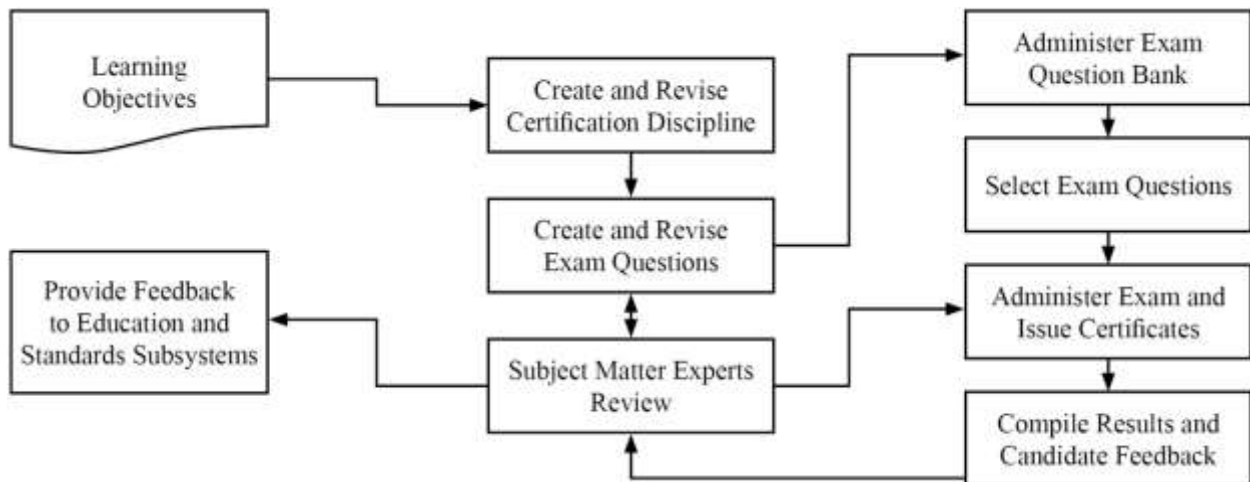 Learning
Objectives
Create and Revise
Certification Discipline
Create and Revise
Exam Questions
Subject Matter Experts
Review
Provide Feedback
to Education and
Standards Subsystems
Administer Exam
Question Bank
Select Exam Questions
Administer Exam and
Issue Certificates
Compile Results and
Candidate Feedback